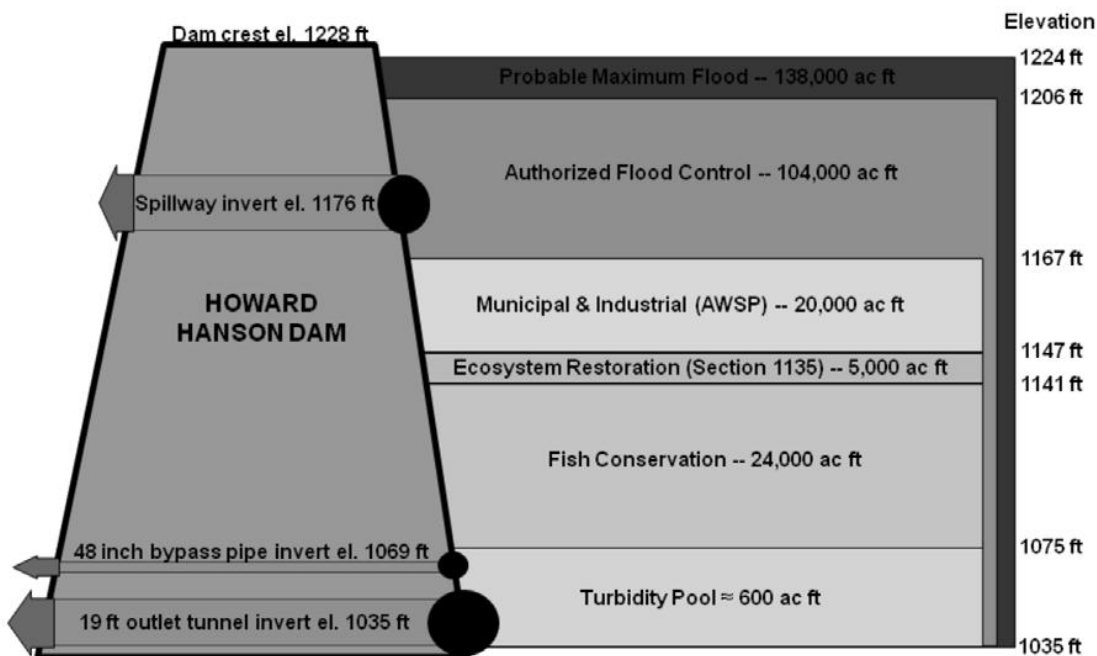 Dam crest el. 1228 ft
Elevation
1224 ft
Probable Maximum Flood -- 138,000 ac ft
1206 ft
Authorized Flood Control -- 104,000 ac ft
Spillway invert el. 1176 ft
1167 ft
HOWARD
HANSON DAM
Municipal & Industrial (AWSP) -- 20,000 ac ft
1147 ft
Ecosystem Restoration (Section 1135) -- 5,000 ac ft
1141 ft
Fish Conservation -- 24,000 ac ft
48 inch bypass pipe invert el. 1069 ft
1075 ft
Turbidity Pool ≈ 600 ac ft
19 ft outlet tunnel invert el. 1035 ft
1035 ft